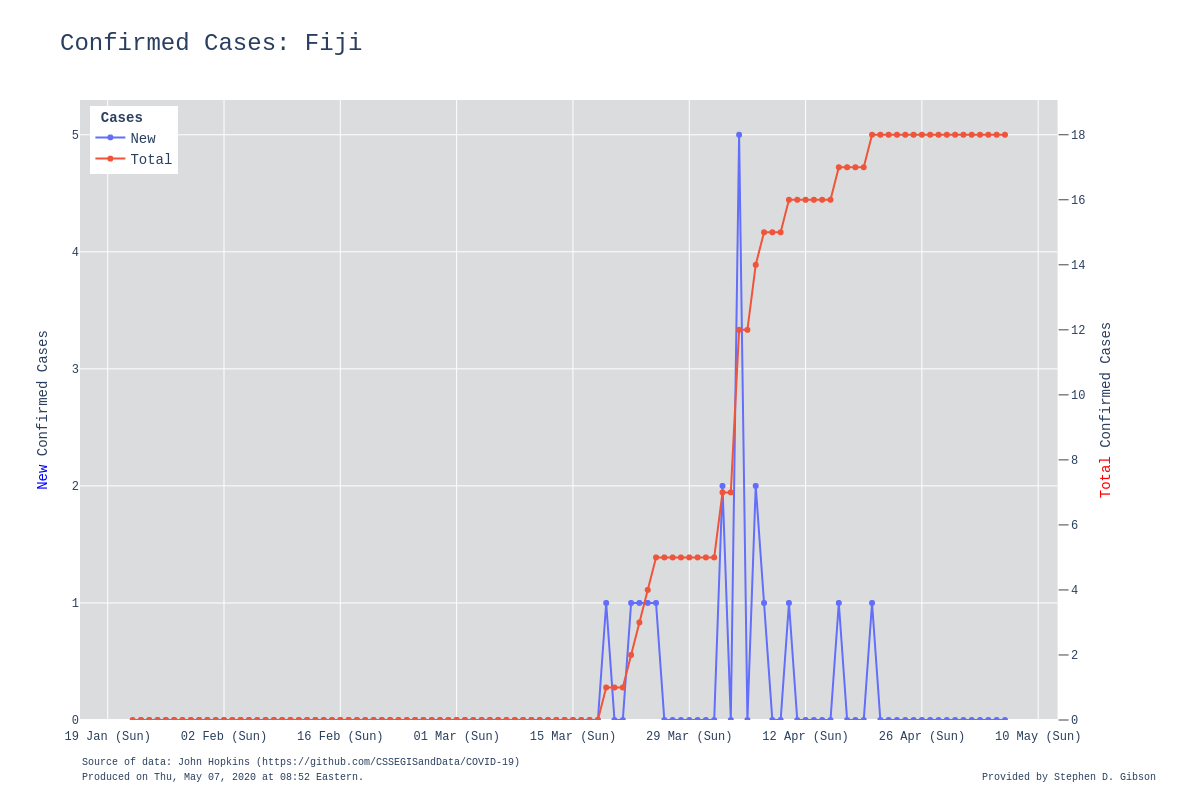 Confirmed Cases: Fiji
Cases
New
Total
5
4
3
2
1
0
New Confirmed Cases
18
16
14
12
10
8
6
4
2
0
Total Confirmed Cases
19 Jan (Sun) 02 Feb (Sun) 16 Feb (Sun) 01 Mar (Sun) 15 Mar (Sun) 29 Mar (Sun) 12 Apr (Sun) 26 Apr (Sun) 10 May (Sun)
Source of data: John Hopkins (https://github.com/CSSEGISandData/COVID-19)
Produced on Thu, May 07, 2020 at 08:52 Eastern.
Provided by Stephen D. Gibson